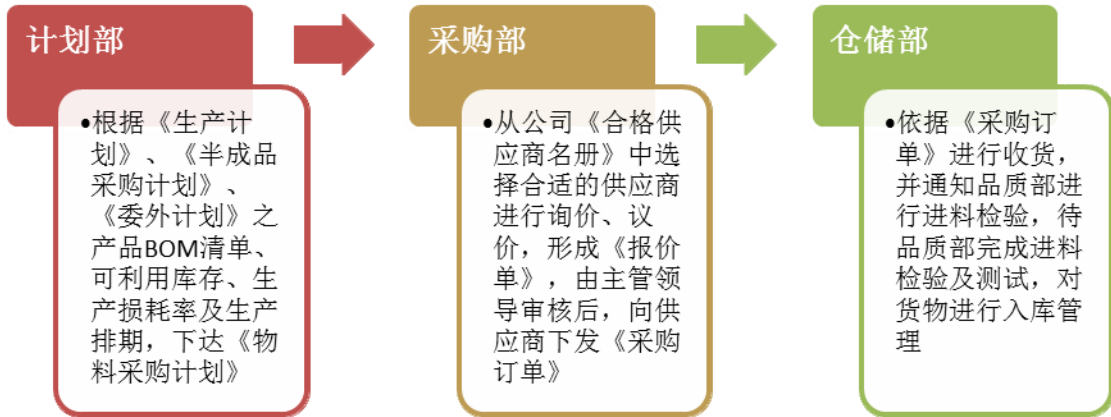 计划部
•根据《生产计
划》、《半成品
采购计划》、
《委外计划》之
产品BOM清单、
可利用库存、生
产损耗率及生产
排期，下达《物
料采购计划》
采购部
•从公司《合格供
应商名册》中选
择合适的供应商
进行询价、议
价，形成《报价
单》，由主管领
导审核后，向供
应商下发《采购
订单》
仓储部
•依据《采购订
单》进行收货，
并通知品质部进
行进料检验，待
品质部完成进料
检验及测试，对
货物进行入库管
理